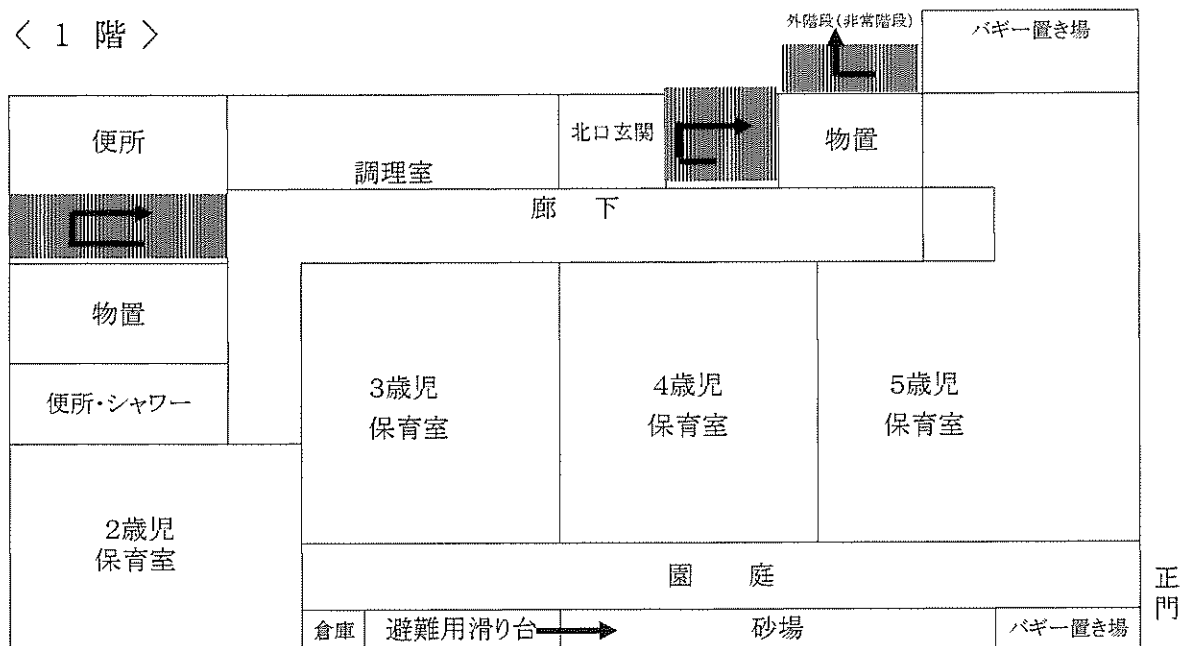 〈 1 階 〉
外階段(非常階段)
バギー置き場
便所
調理室
北口玄関
物置
廊 下
物置
便所・シャワー
3歳児
保育室
4歳児
保育室
5歳児
保育室
2歳児
保育室
園 庭
正門
倉庫
避難用滑り台
砂場
バギー置き場